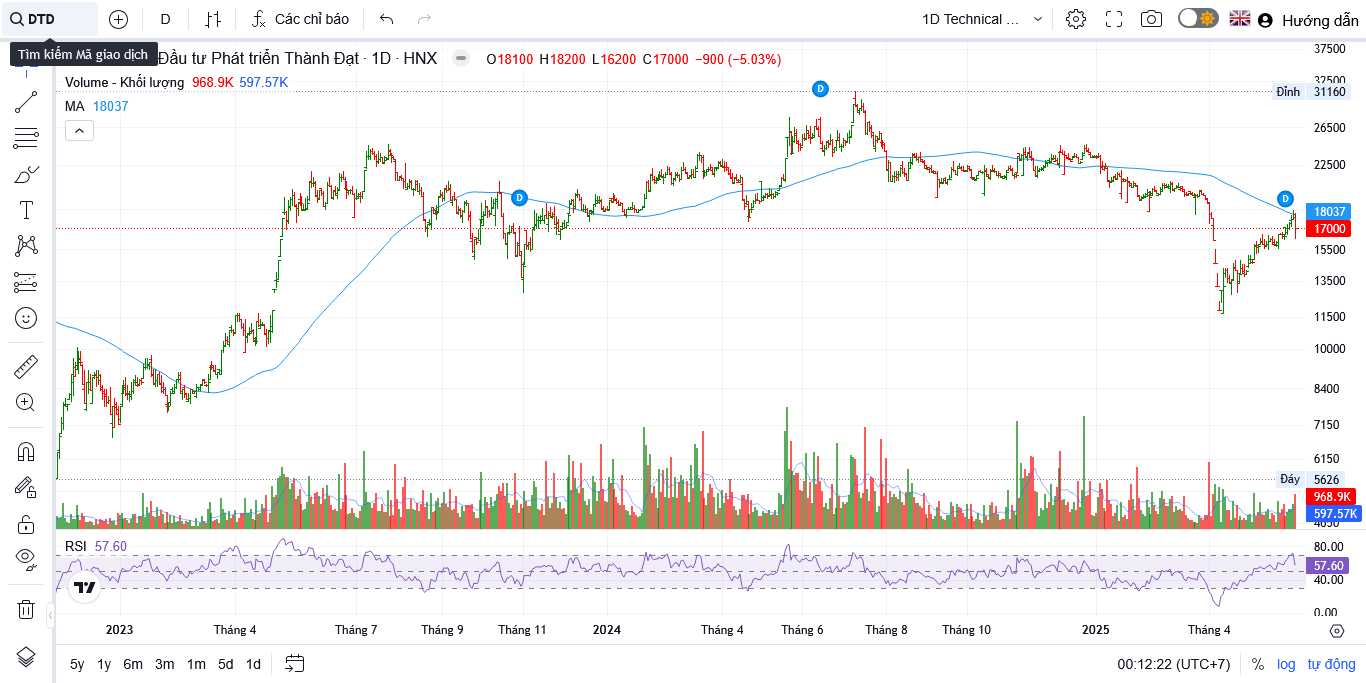 DTD
D
Các chỉ báo
1D Technical ...
Hướng dẫn
Tìm kiếm Mã giao dịch
Đầu tư Phát triển Thành Đạt · 1D · HNX
O18100 H18200 L16200 C17000 −900 (−5.03%)
Volume - Khối lượng 968.9K 597.57K
MA 18037
37500
32500
Đỉnh 31160
26500
22500
18037
17000
15500
13500
11500
10000
8400
7150
6150
Đáy 5626
968.9K
597.57K
4650
D
D
D
RSI 57.60
80.00
57.60
40.00
0.00
2023 Tháng 4 Tháng 7 Tháng 9 Tháng 11 2024 Tháng 4 Tháng 6 Tháng 8 Tháng 10 2025 Tháng 4
5y 1y 6m 3m 1m 5d 1d
00:12:22 (UTC+7) % log tự động